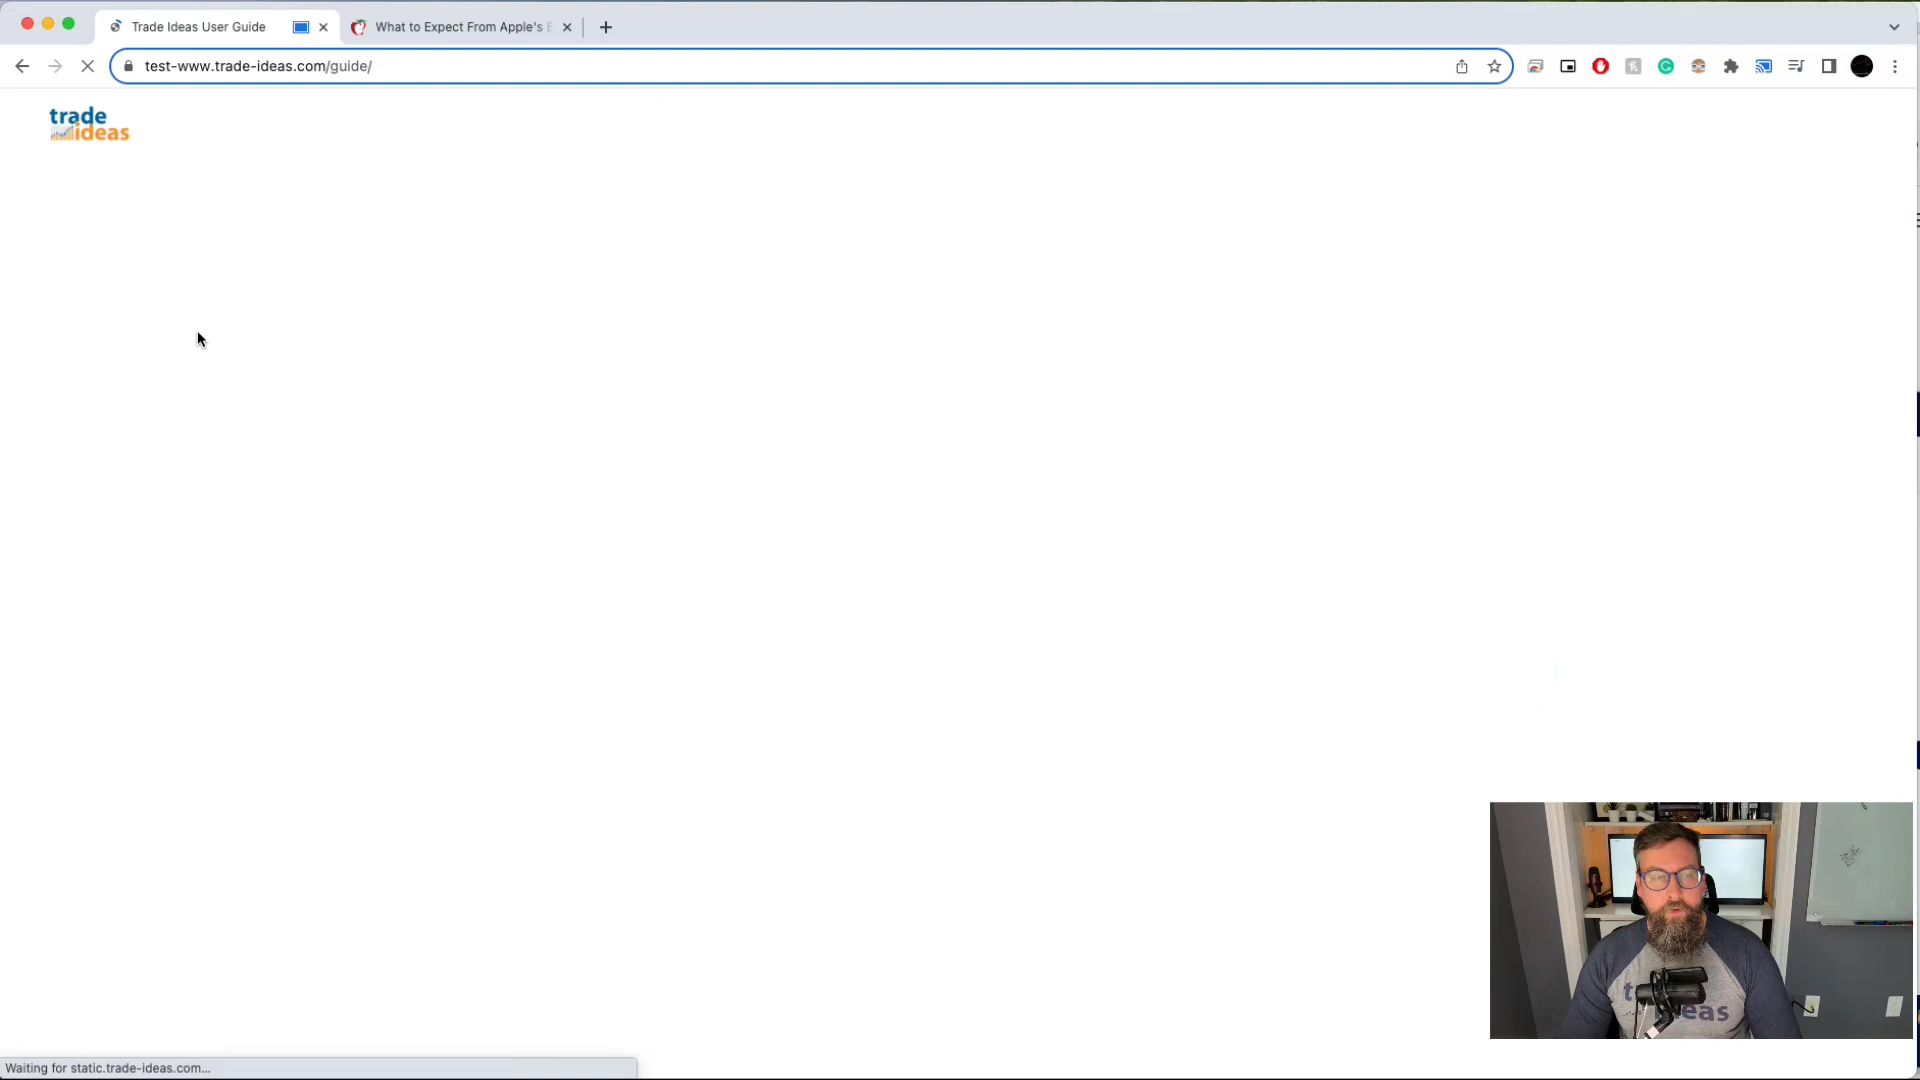 Trade Ideas User Guide
What to Expect From Apple's
test-www.trade-ideas.com/guide/
trade
ideas
Waiting for static.trade-ideas.com...